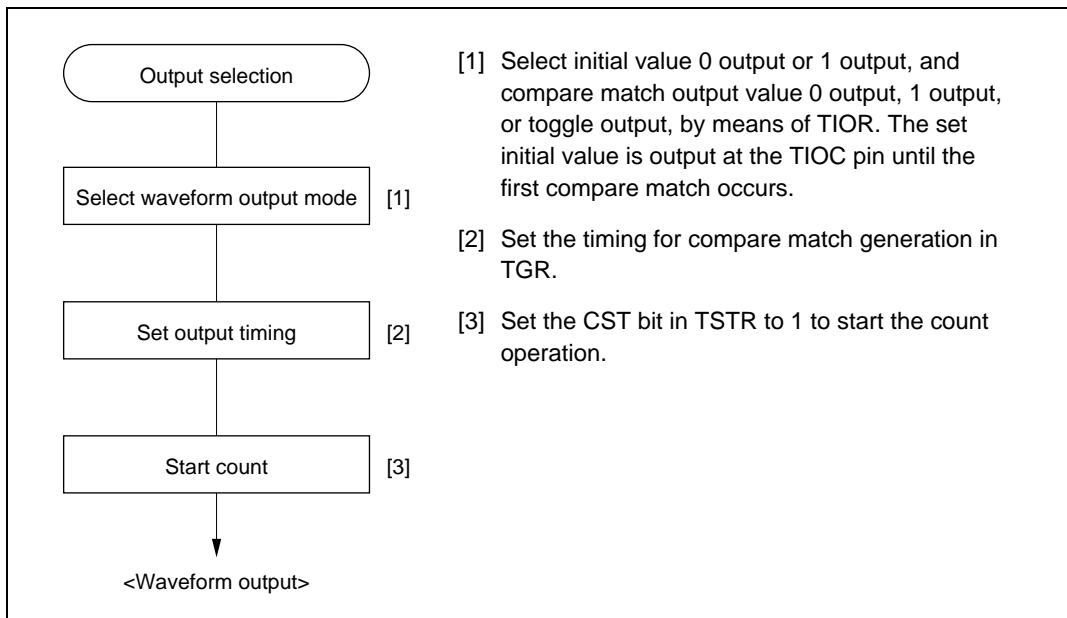 Output selection
Select waveform output mode [1]
Set output timing [2]
Start count [3]
<Waveform output>
[1] Select initial value 0 output or 1 output, and
compare match output value 0 output, 1 output,
or toggle output, by means of TIOR. The set
initial value is output at the TIOC pin until the
first compare match occurs.
[2] Set the timing for compare match generation in
TGR.
[3] Set the CST bit in TSTR to 1 to start the count
operation.